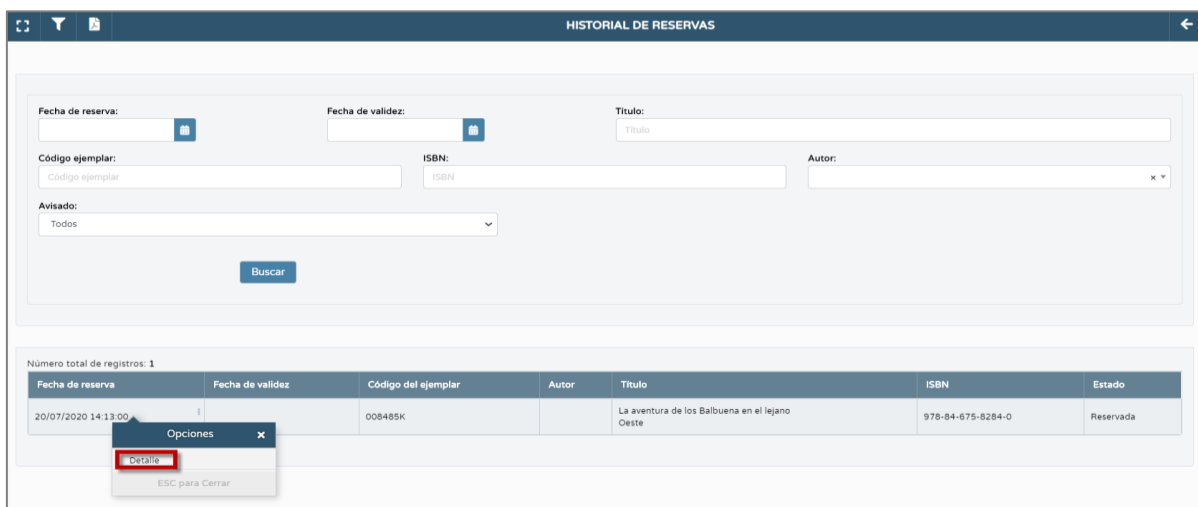 HISTORIAL DE RESERVAS
Fecha de reserva: Fecha de validez: Título:
Título
Código ejemplar: ISBN: Autor:
Código ejemplar ISBN
Avisado:
Todos
Buscar
Número total de registros: 1
Fecha de reserva Fecha de validez Código del ejemplar Autor Título ISBN Estado
20/07/2020 14:13:00 008485K La aventura de los Balbuena en el lejano 978-84-675-8284-0 Reservada
Oeste
Opciones
Detalle
ESC para Cerrar